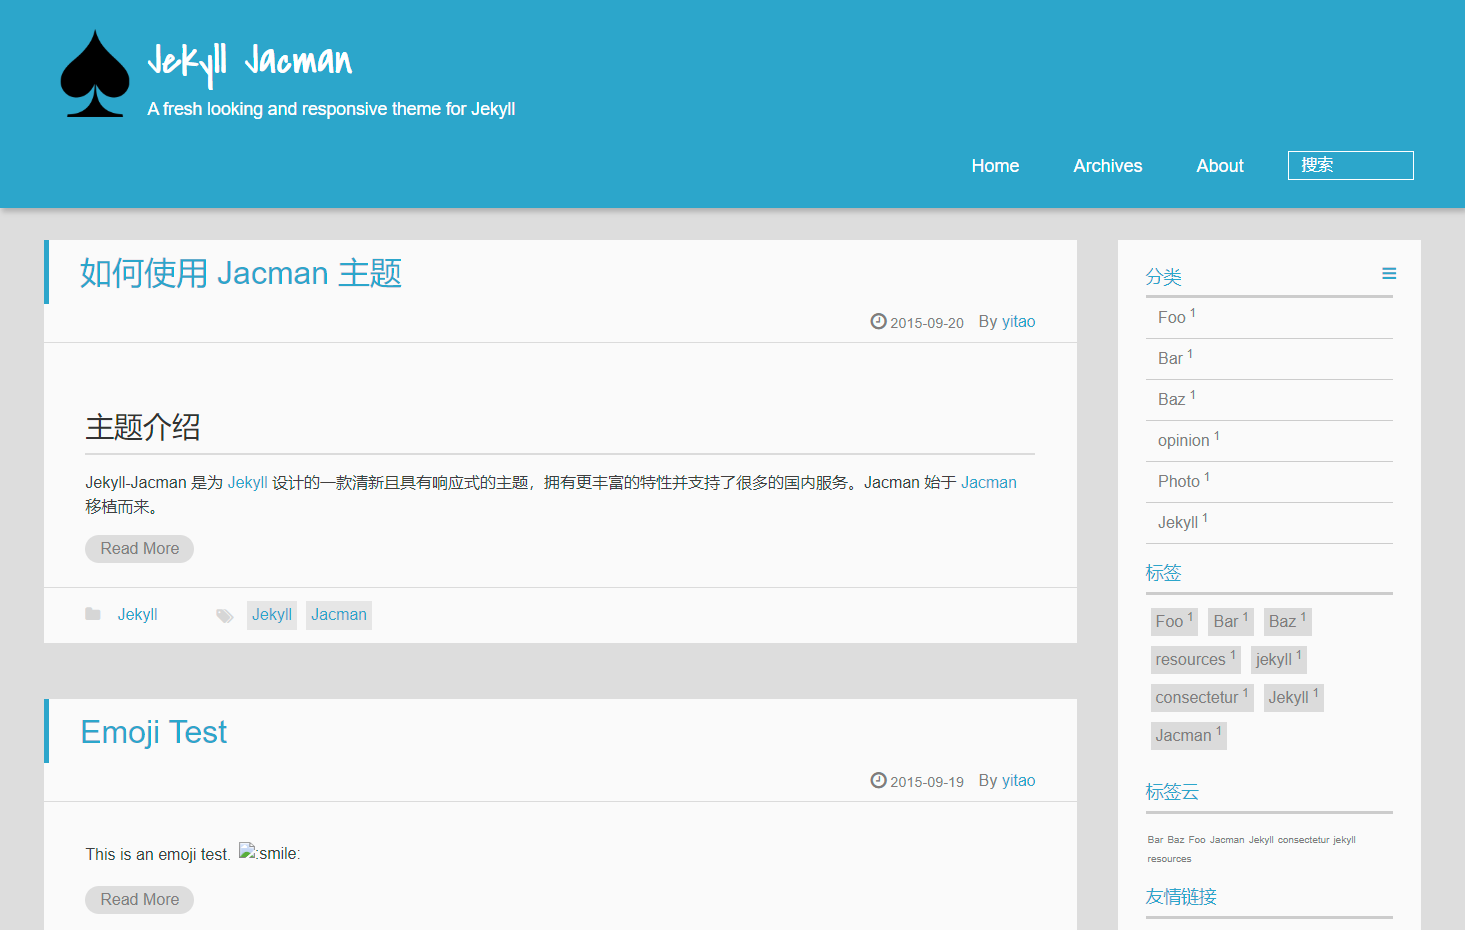 Jekyll Jacman
A fresh looking and responsive theme for Jekyll
Home Archives About 搜索
如何使用 Jacman 主题
2015-09-20 By yitao
主题介绍
Jekyll-Jacman 是为 Jekyll 设计的一款清新且具有响应式的主题，拥有更丰富的特性并支持了很多的国内服务。Jacman 始于 Jacman
移植而来。
Read More
Jekyll Jekyll Jacman
Emoji Test
2015-09-19 By yitao
This is an emoji test. :smile:
Read More
分类
Foo 1
Bar 1
Baz 1
opinion 1
Photo 1
Jekyll 1
标签
Foo 1 Bar 1 Baz 1
resources 1 jekyll 1
consectetur 1 Jekyll 1
Jacman 1
标签云
Bar Baz Foo Jacman Jekyll consectetur jekyll
resources
友情链接